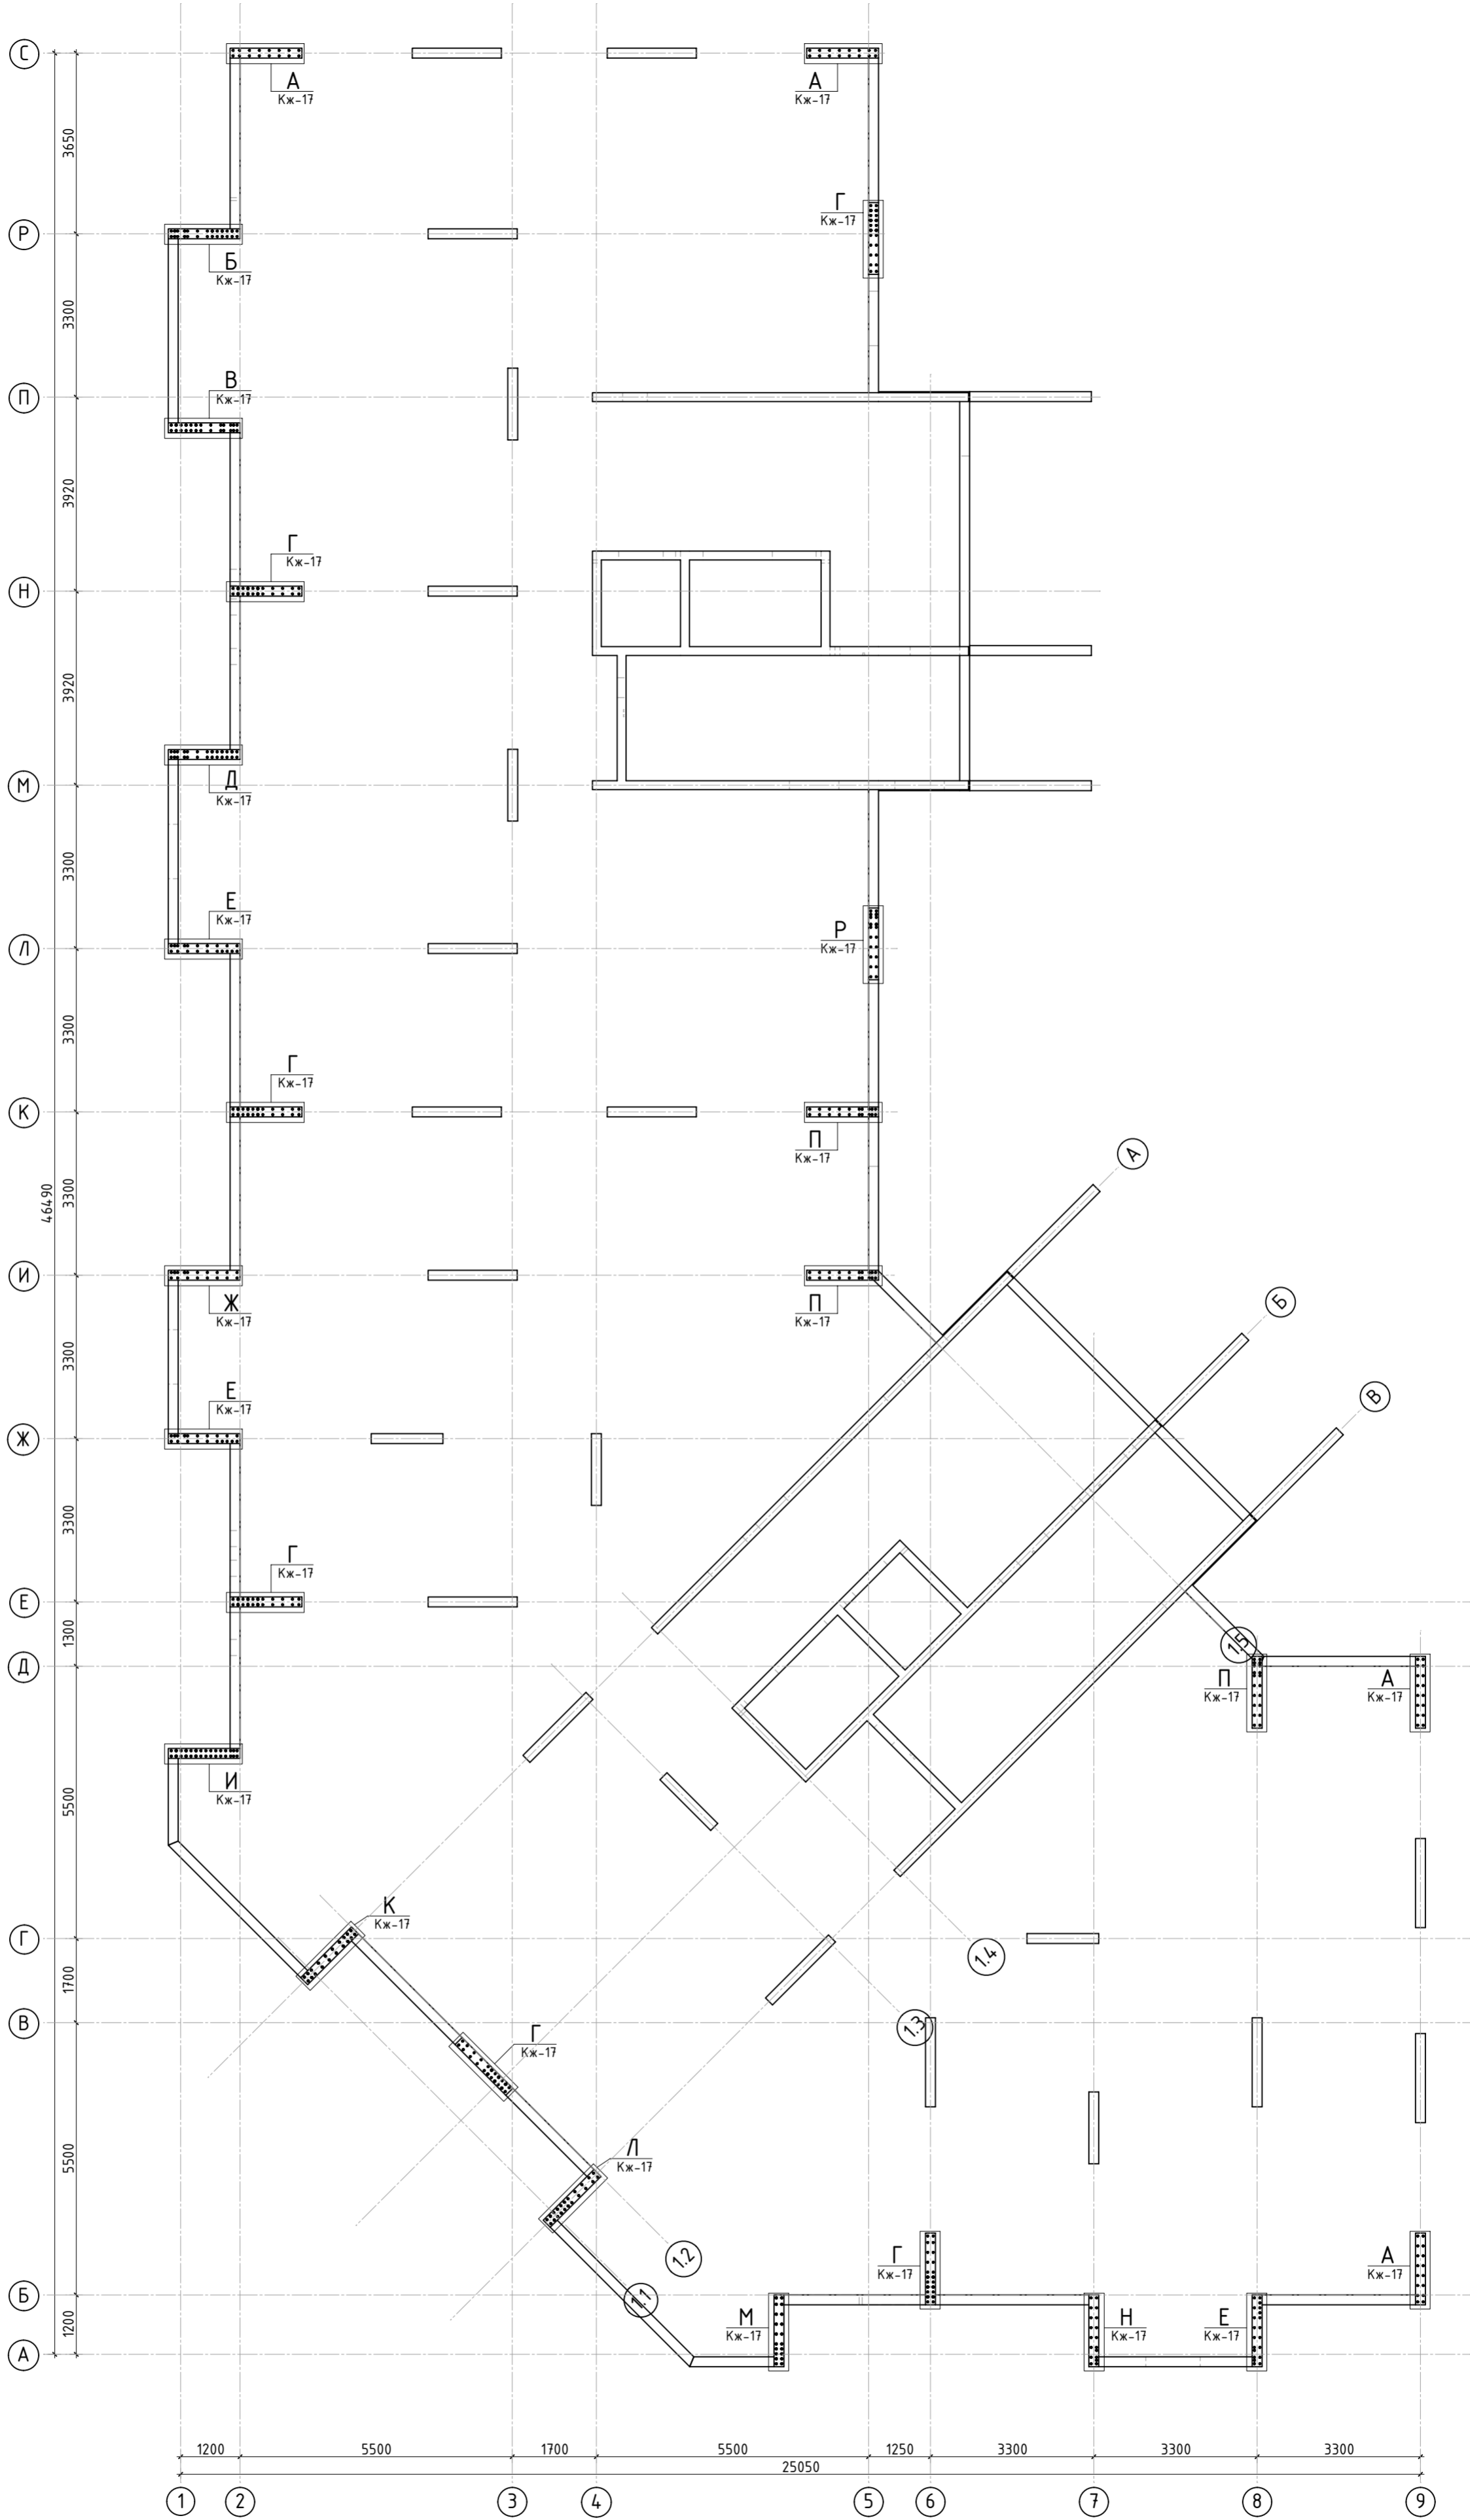 С
А
Кж-17
А
Кж-17
3650
Г
Кж-17
Р
Б
Кж-17
3300
В
Кж-17
П
3920
Г
Кж-17
Н
3920
Д
Кж-17
М
3300
Е
Кж-17
Р
Кж-17
Л
3300
Г
Кж-17
К
П
Кж-17
А
46490
3300
И
Ж
Кж-17
П
Кж-17
Б
3300
Е
Кж-17
В
Ж
3300
Г
Кж-17
Е
1300
1.5
Д
П
Кж-17
А
Кж-17
И
Кж-17
5500
К
Кж-17
Г
1.4
1700
В
1.3
Г
Кж-17
5500
Л
Кж-17
1.2
Г
Кж-17
А
Кж-17
Б
1.1
М
Кж-17
Н
Кж-17
Е
Кж-17
1200
А
1200
5500
1700
5500
1250
3300
3300
3300
25050
1
2
3
4
5
6
7
8
9